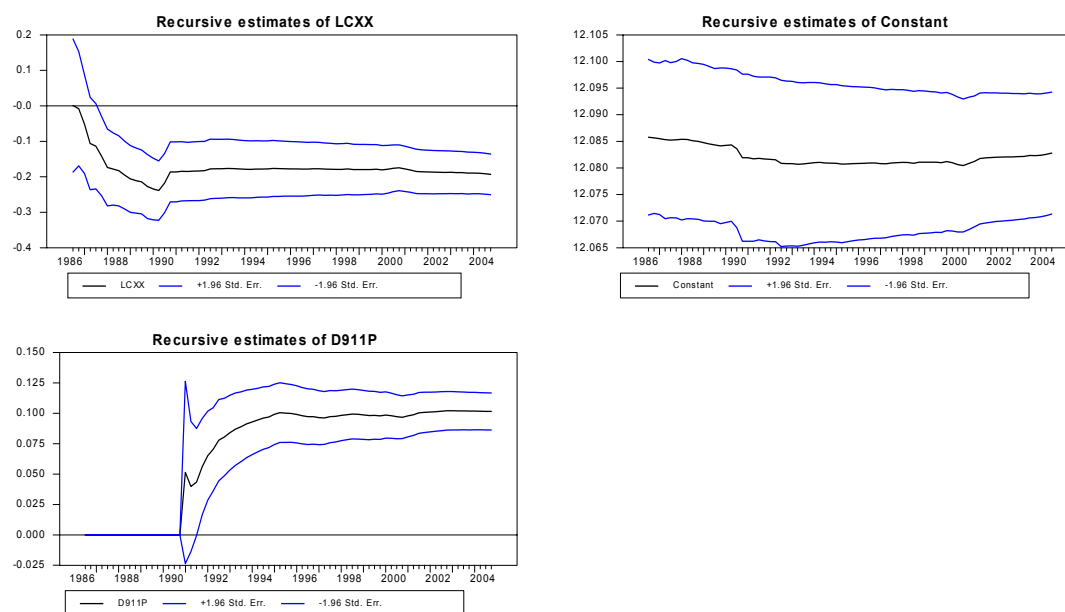 Recursive estimates of LCXX
0.2
0.1
-0.0
-0.1
-0.2
-0.3
-0.4
1986 1988 1990 1992 1994 1996 1998 2000 2002 2004
LCXX +1.96 Std. Err. -1.96 Std. Err.
Recursive estimates of Constant
12.105
12.100
12.095
12.090
12.085
12.080
12.075
12.070
12.065
1986 1988 1990 1992 1994 1996 1998 2000 2002 2004
Constant +1.96 Std. Err. -1.96 Std. Err.
Recursive estimates of D911P
0.150
0.125
0.100
0.075
0.050
0.025
0.000
-0.025
1986 1988 1990 1992 1994 1996 1998 2000 2002 2004
D911P +1.96 Std. Err. -1.96 Std. Err.